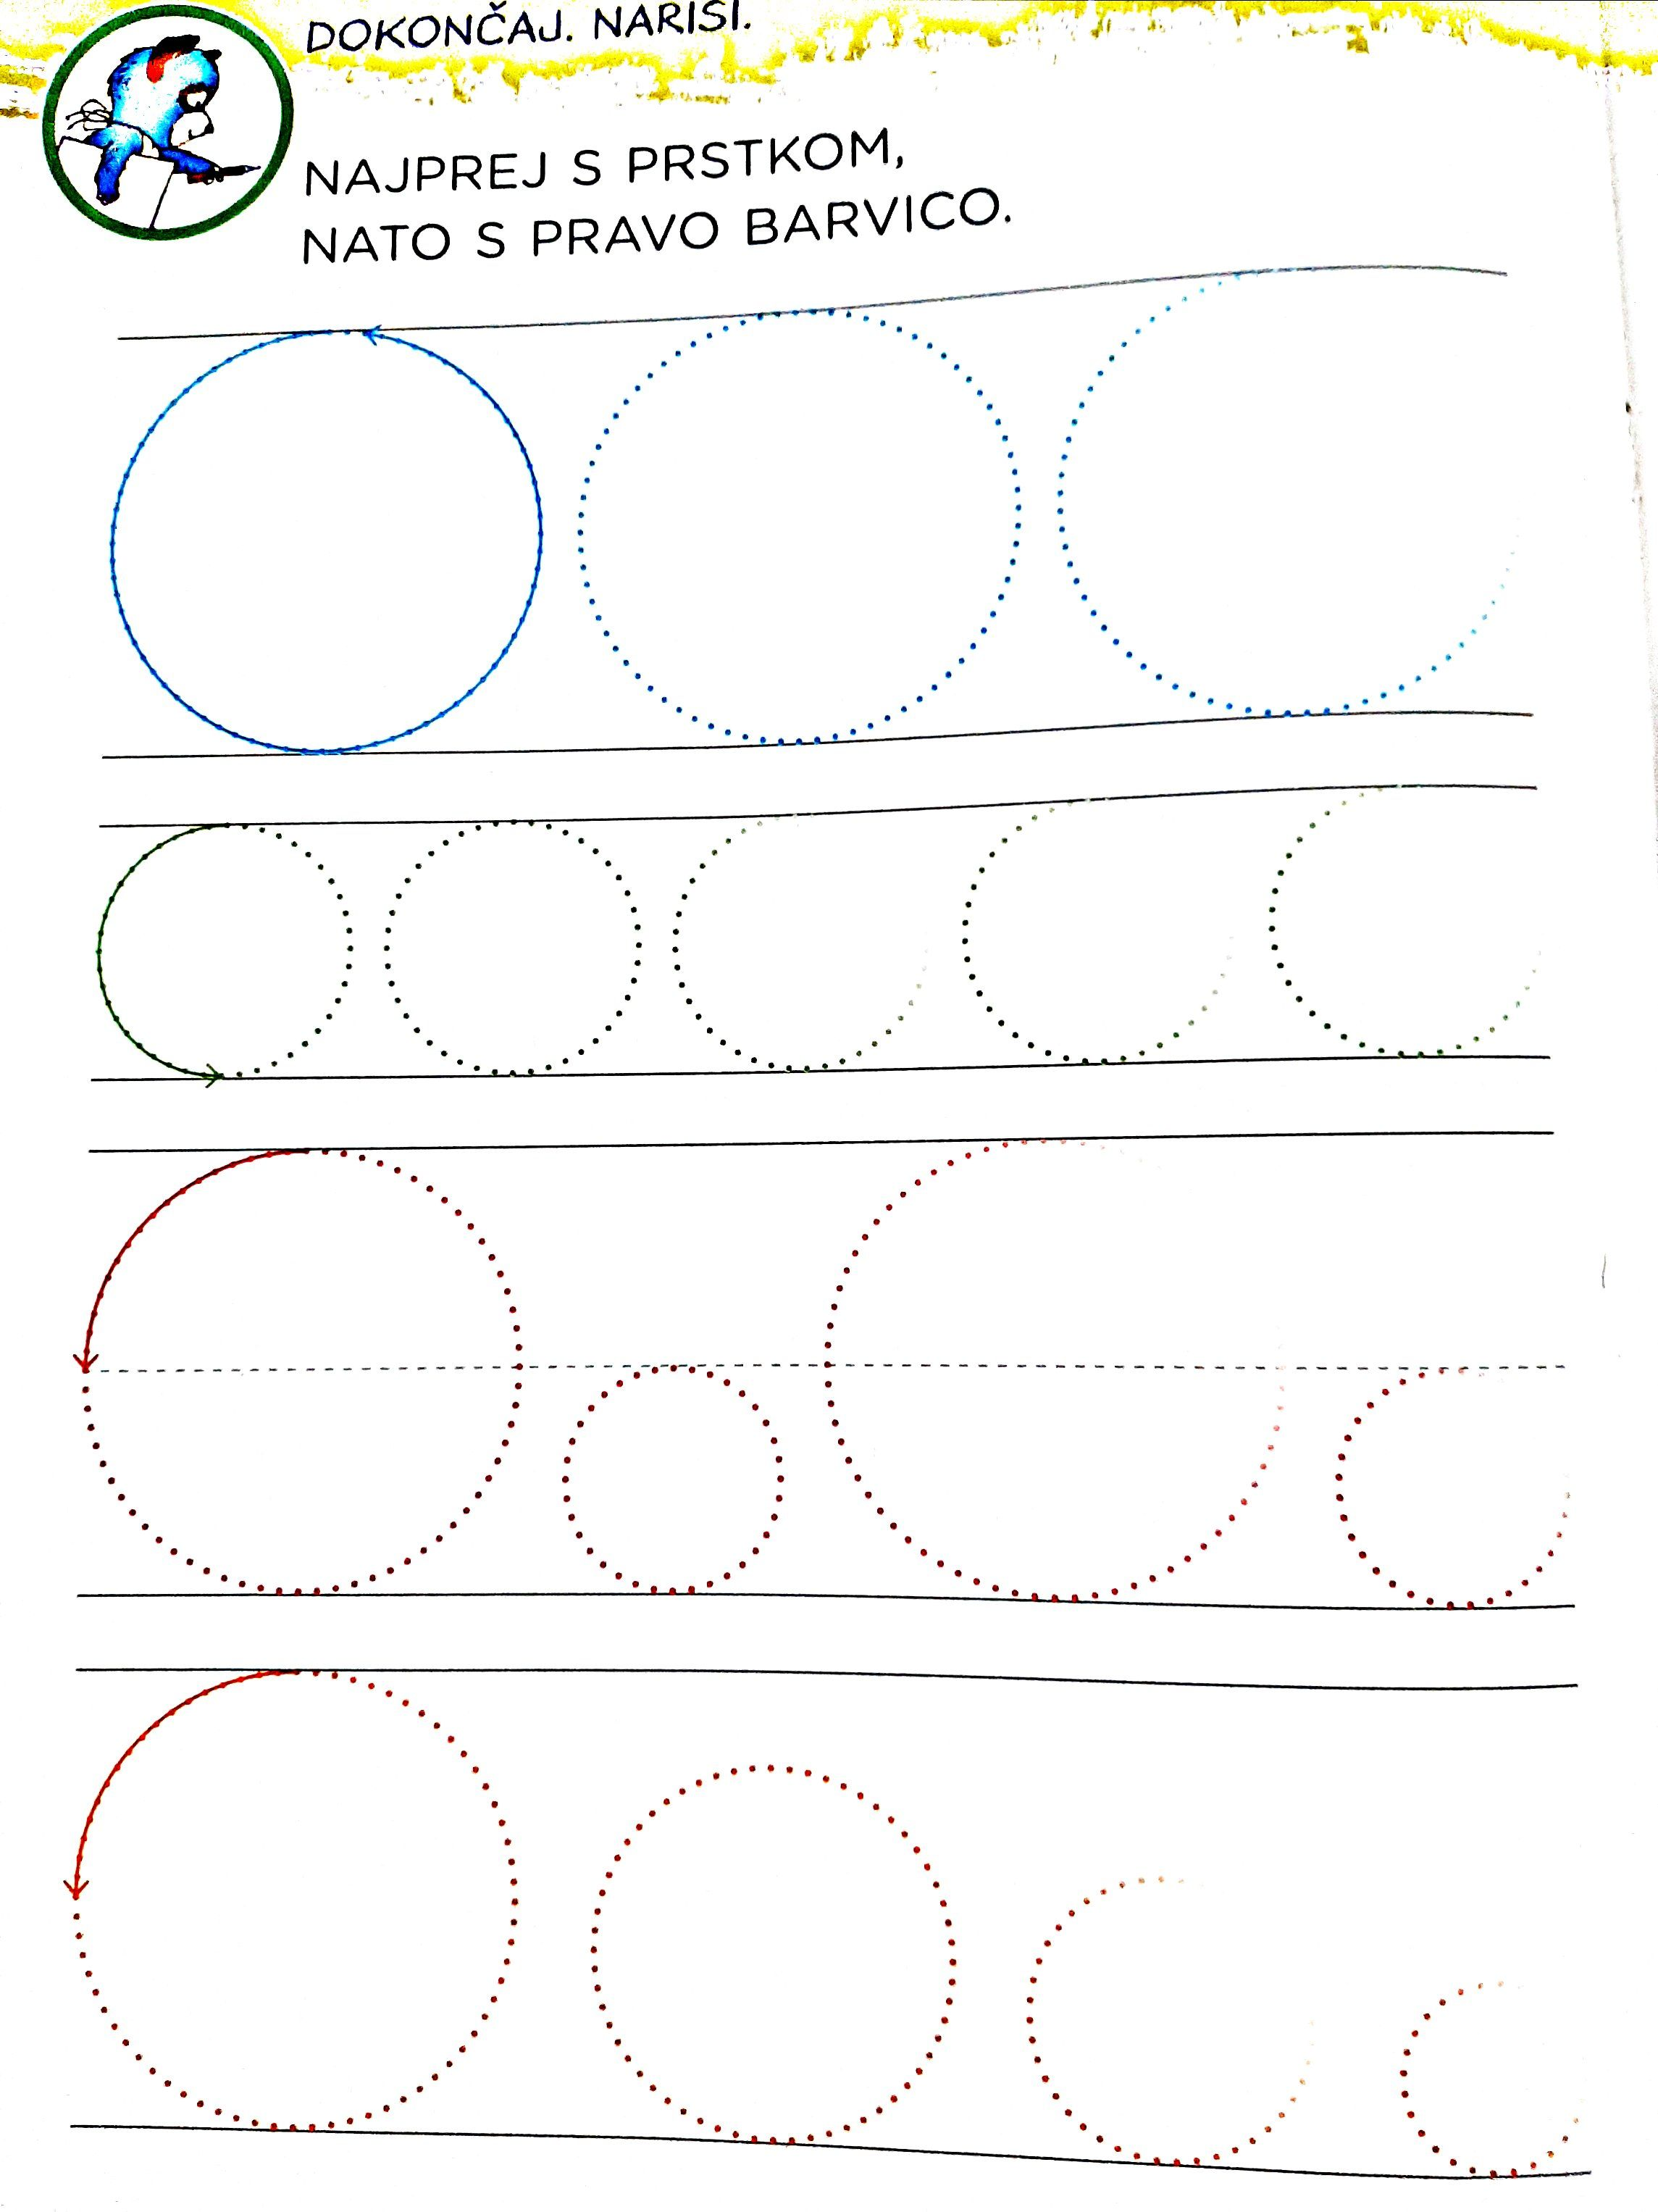 DOKONČAJ. NARIŠI.
NAJPREJ S PRSTKOM,
NATO S PRAVO BARVICO.